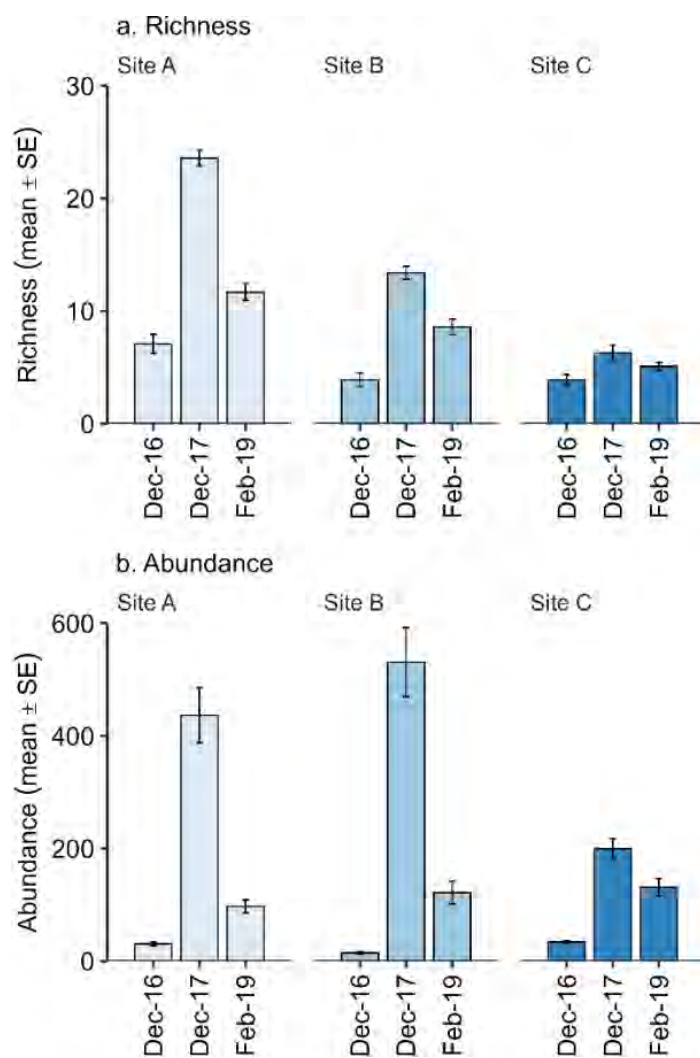 a. Richness
Site A
Site B
Site C
Richness (mean ± SE)
30
20
10
0
Dec-16
Dec-17
Feb-19
Dec-16
Dec-17
Feb-19
Dec-16
Dec-17
Feb-19
b. Abundance
Site A
Site B
Site C
Abundance (mean ± SE)
600
400
200
0
Dec-16
Dec-17
Feb-19
Dec-16
Dec-17
Feb-19
Dec-16
Dec-17
Feb-19